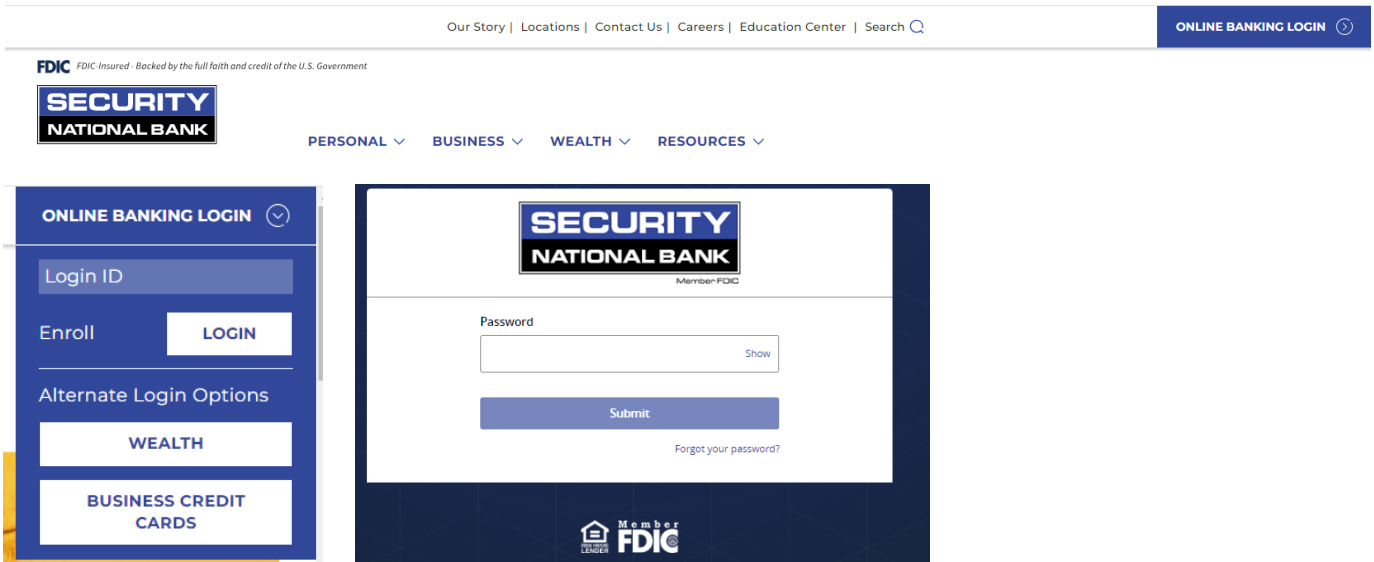 Our Story | Locations | Contact Us | Careers | Education Center | Search
ONLINE BANKING LOGIN
FDIC FDIC-Insured - Backed by the full faith and credit of the U.S. Government
SECURITY
NATIONAL BANK
PERSONAL BUSINESS WEALTH RESOURCES
ONLINE BANKING LOGIN
Login ID
Enroll LOGIN
Alternate Login Options
WEALTH
BUSINESS CREDIT
CARDS
SECURITY
NATIONAL BANK
Member FDIC
Password
Show
Submit
Forgot your password?
Member
FDIC
LENDER